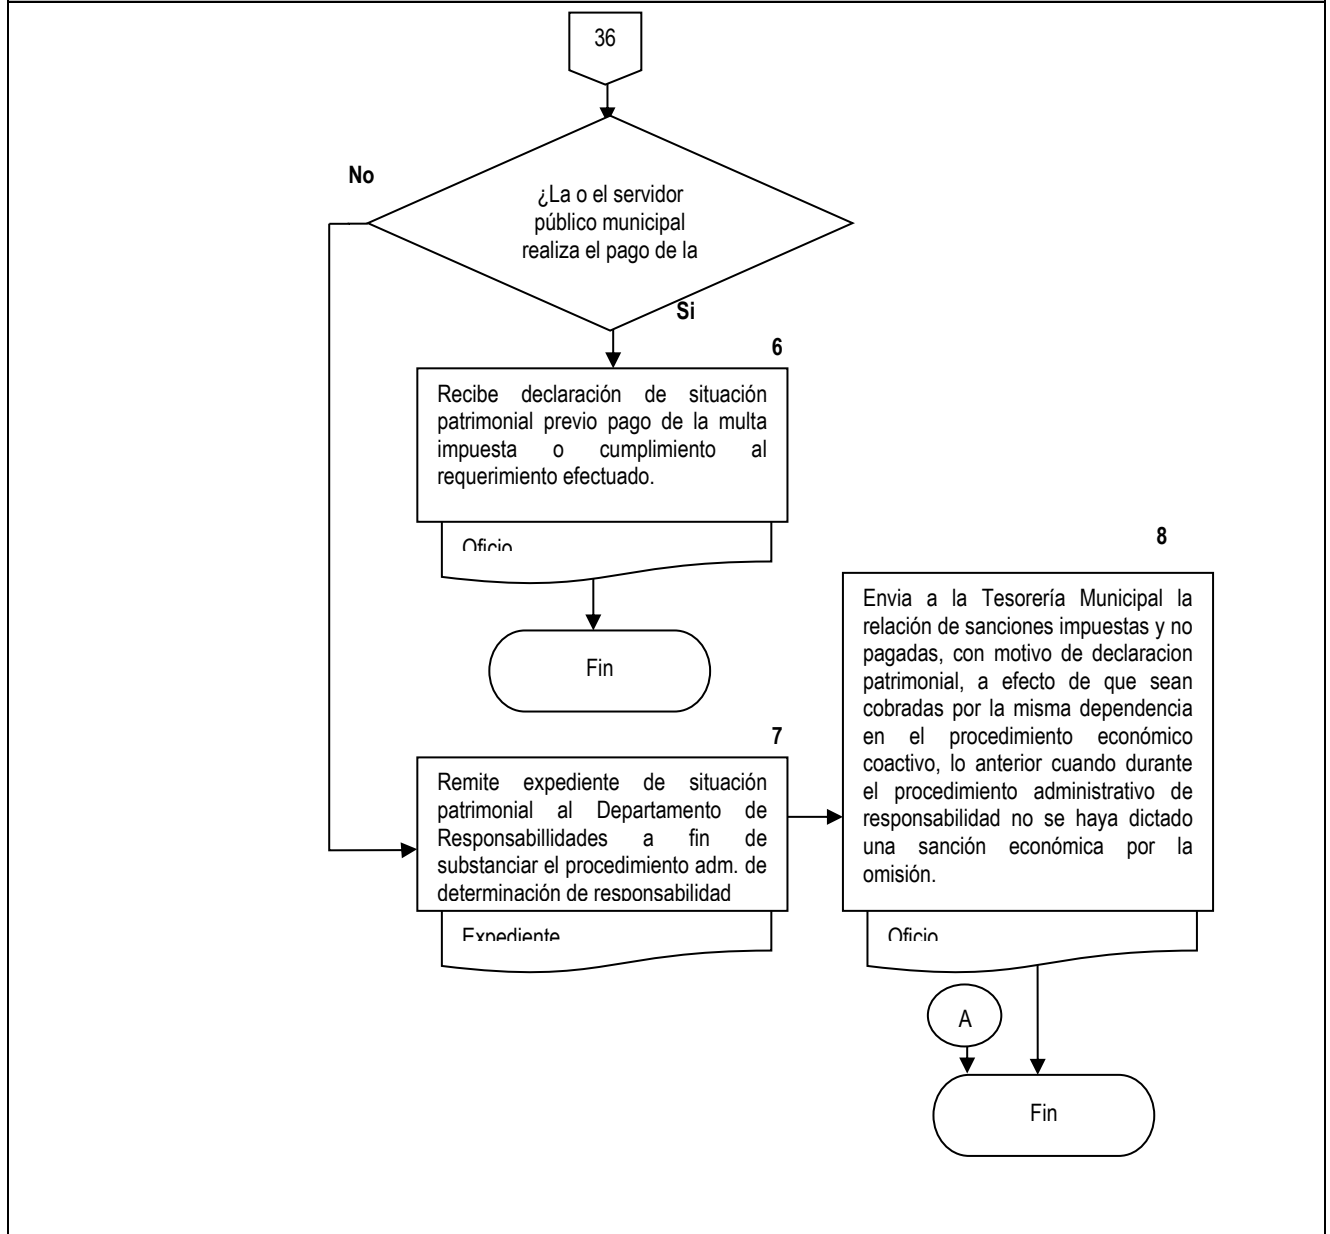 36
No
¿La o el servidor
público municipal
realiza el pago de la
Si
6
Recibe declaración de situación
patrimonial previo pago de la multa
impuesta o cumplimiento al
requerimiento efectuado.
Oficio
Fin
7
Remite expediente de situación
patrimonial al Departamento de
Responsabillidades a fin de
substanciar el procedimiento adm. de
determinación de responsabilidad
Expediente
8
Envia a la Tesorería Municipal la
relación de sanciones impuestas y no
pagadas, con motivo de declaracion
patrimonial, a efecto de que sean
cobradas por la misma dependencia
en el procedimiento económico
coactivo, lo anterior cuando durante
el procedimiento administrativo de
responsabilidad no se haya dictado
una sanción económica por la
omisión.
Oficio
A
Fin